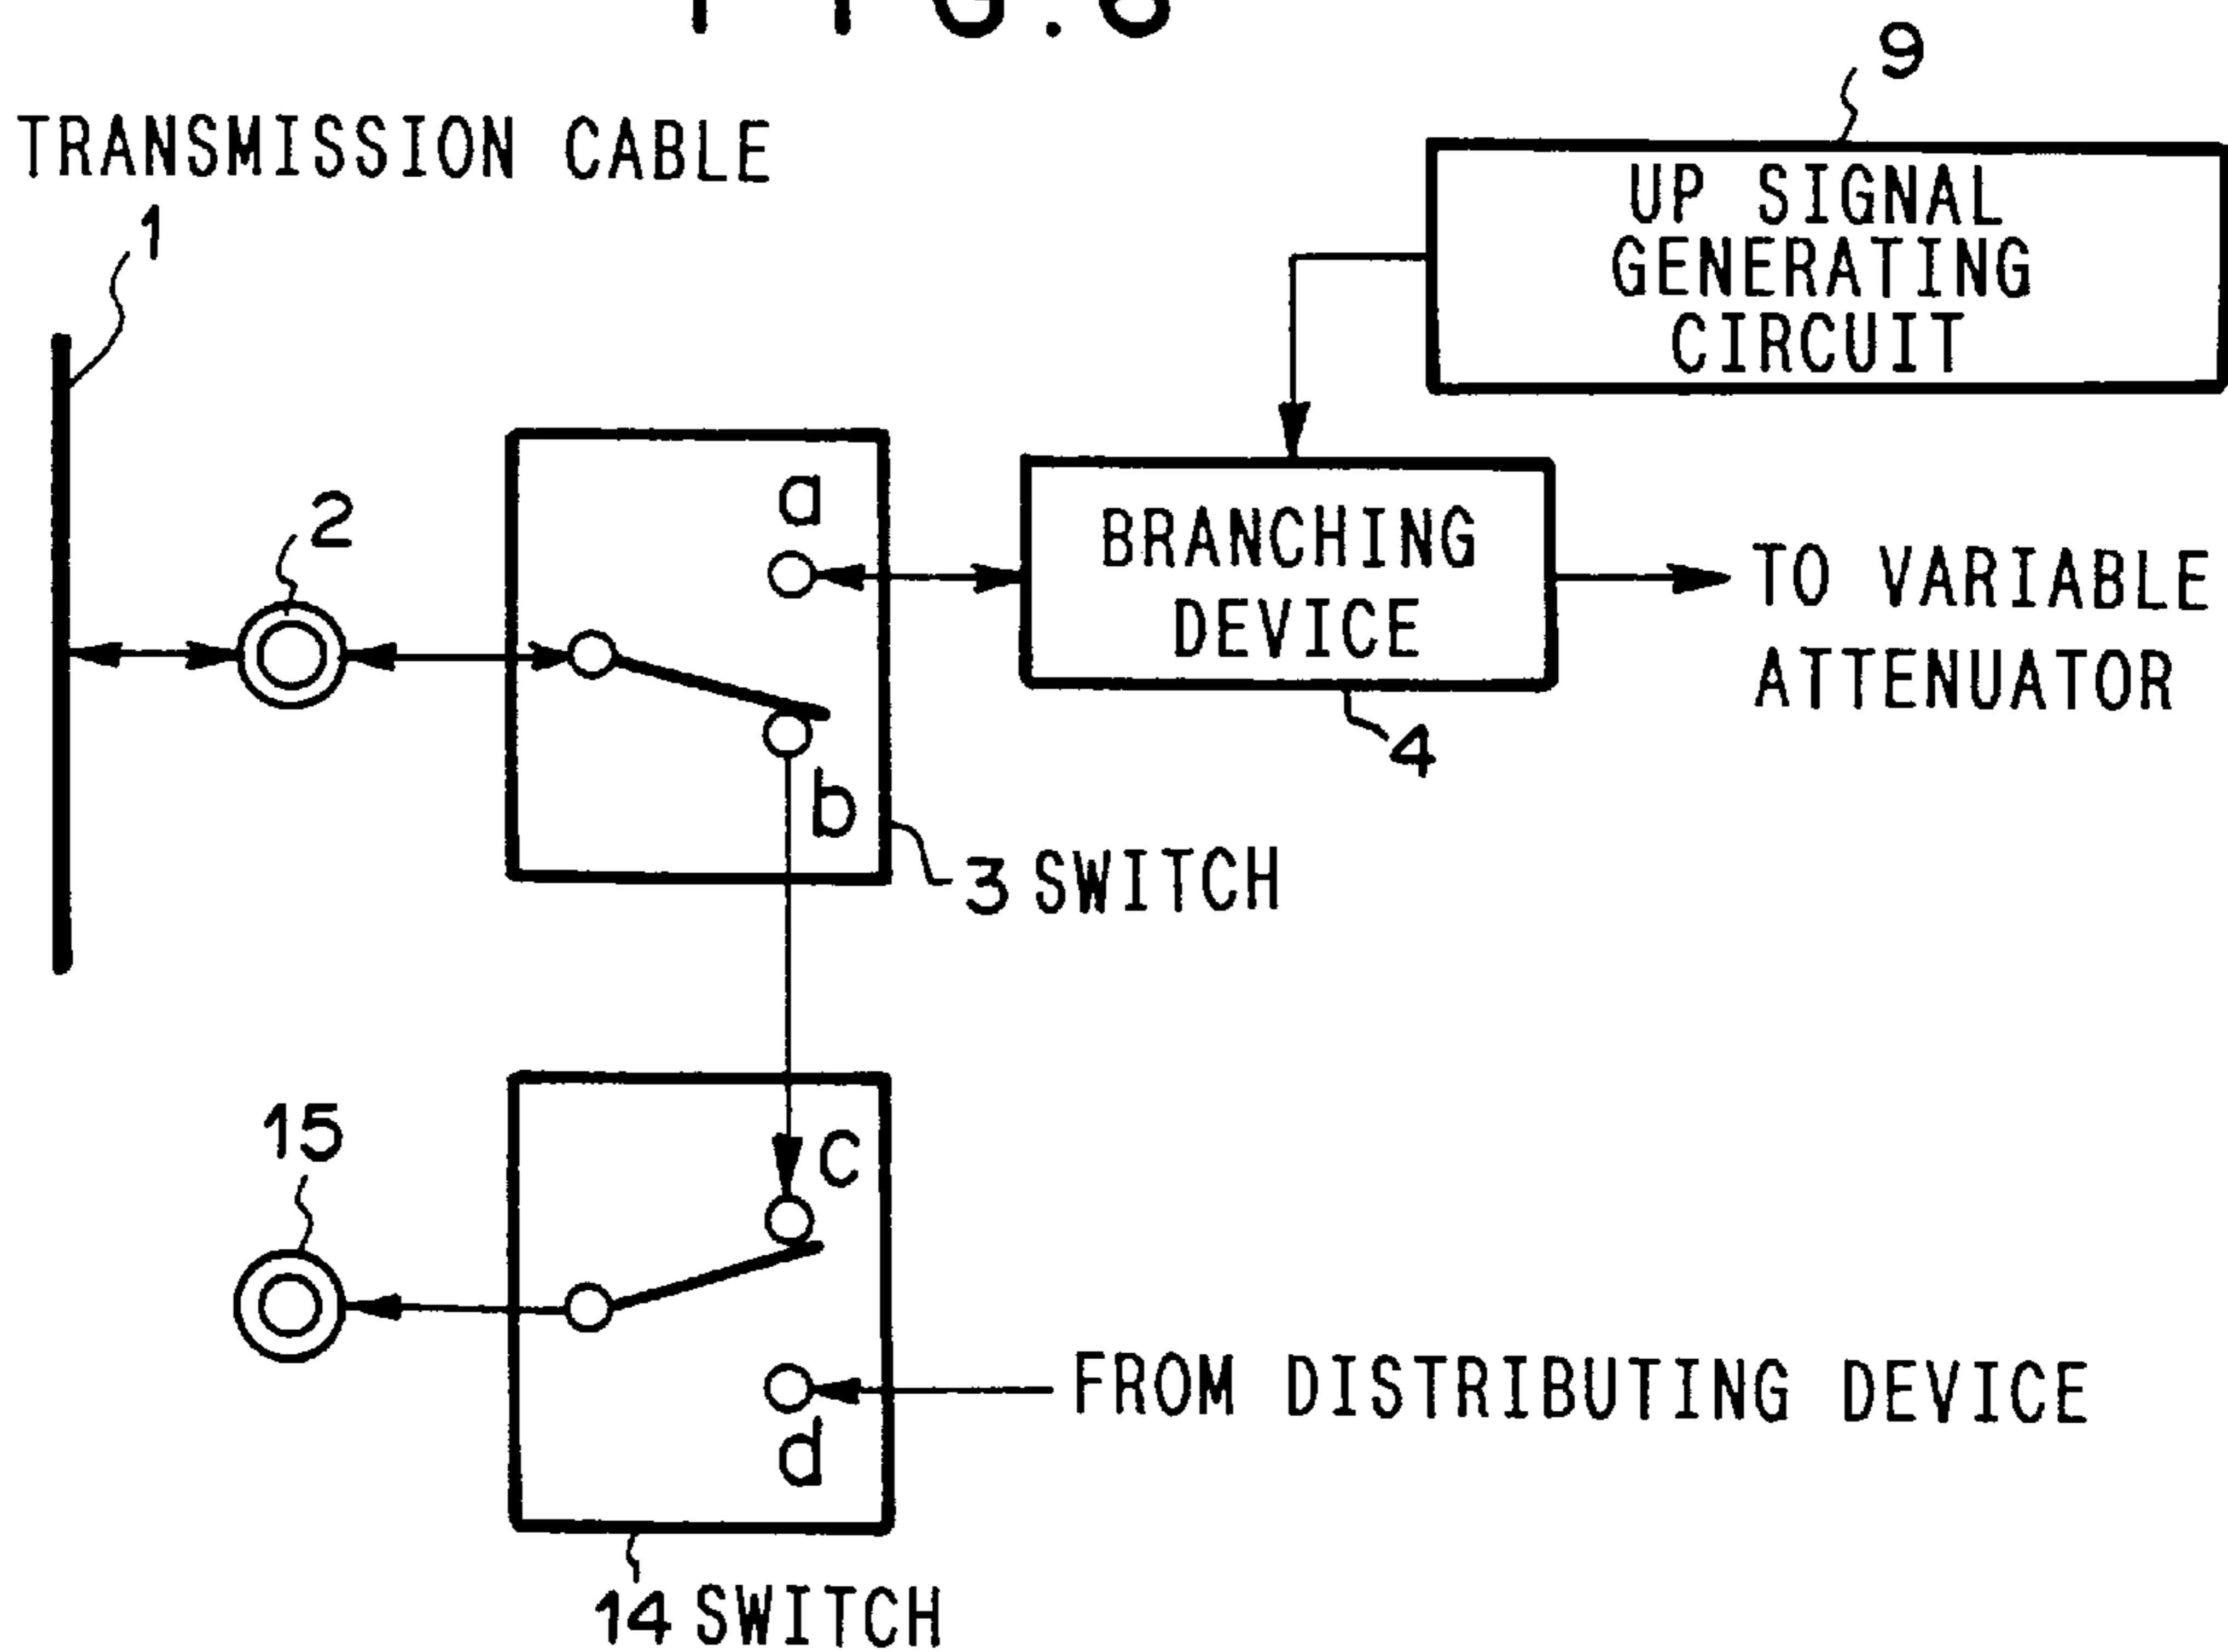 9
TRANSMISSION CABLE
1
UP SIGNAL
GENERATING
CIRCUIT
2
a
BRANCHING
DEVICE
TO VARIABLE
ATTENUATOR
4
b
3 SWITCH
15
c
FROM DISTRIBUTING DEVICE
d
14 SWITCH